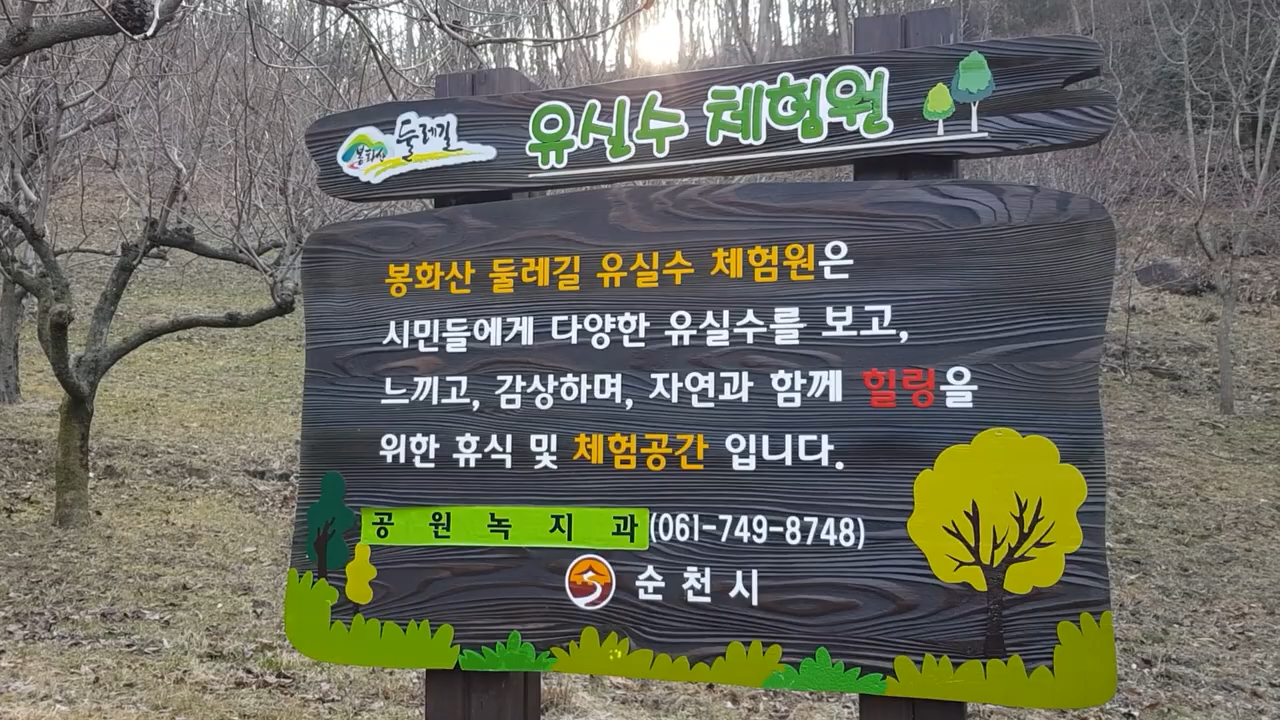 봉화산 둘레길 유실수 체험원
봉화산 둘레길 유실수 체험원은
시민들에게 다양한 유실수를 보고,
느끼고, 감상하며, 자연과 함께 힐링을
위한 휴식 및 체험공간 입니다.
공원녹지과(061-749-8748)
순천시